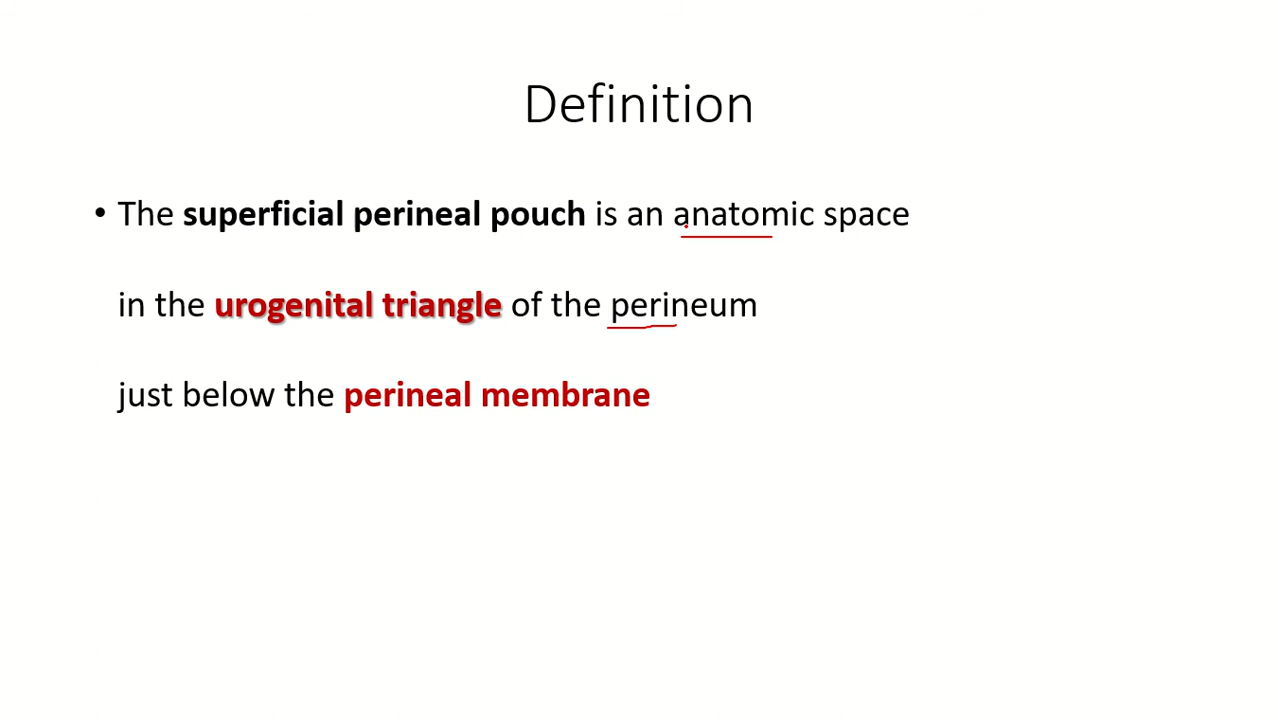 Definition
• The superficial perineal pouch is an anatomic space
in the urogenital triangle of the perineum
just below the perineal membrane